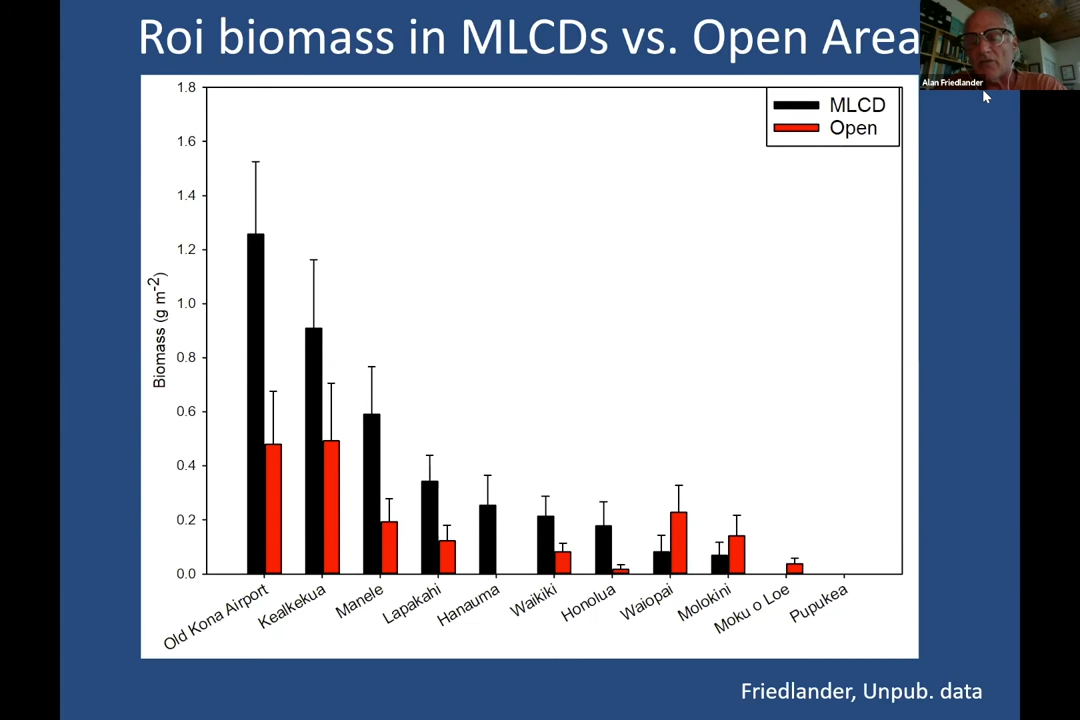 Roi biomass in MLCDs vs. Open Area
Alan Friedlander
MLCD
Open
1.8
1.6
1.4
1.2
1.0
0.8
0.6
0.4
0.2
0.0
Biomass (g m-2)
Old Kona Airport
Kealkekua
Manele
Lapakahi
Hanauma
Waikiki
Honolua
Waiopai
Molokini
Moku o Loe
Pupukea
Friedlander, Unpub. data